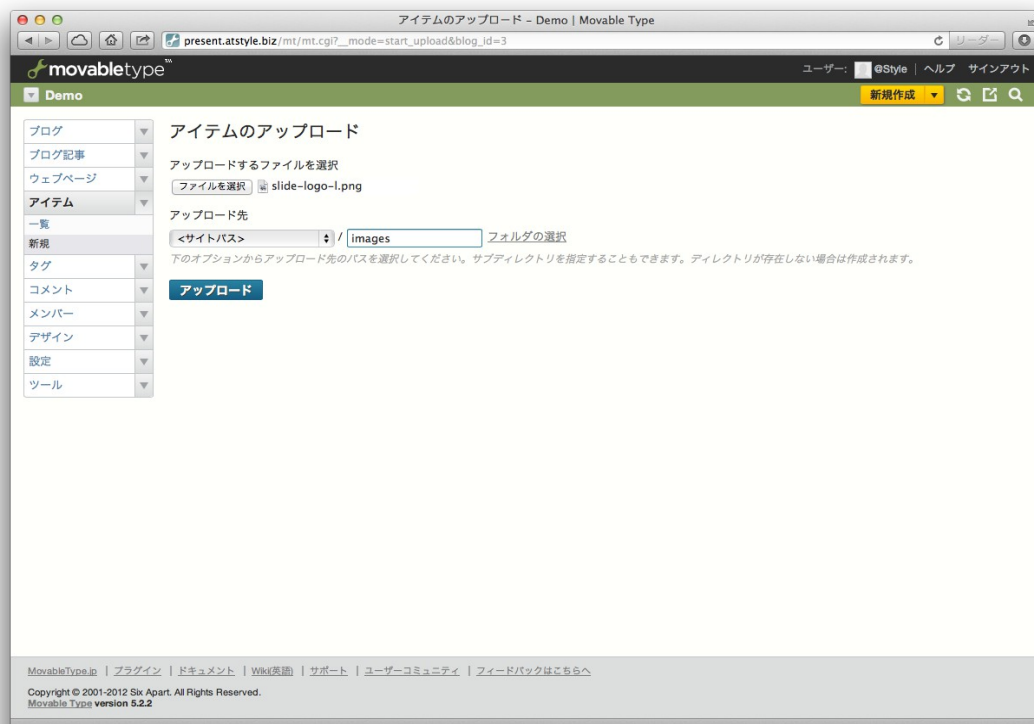 アイテムのアップロード – Demo | Movable Type
present.atstyle.biz/mt/mt.cgi?__mode=start_upload&blog_id=3
リーダー
movabletype™
ユーザー: @Style | ヘルプ サインアウト
Demo
新規作成
ブログ
ブログ記事
ウェブページ
アイテム
一覧
新規
タグ
コメント
メンバー
デザイン
設定
ツール
アイテムのアップロード
アップロードするファイルを選択
ファイルを選択 slide-logo-l.png
アップロード先
<サイトパス> / images フォルダの選択
下のオプションからアップロード先のパスを選択してください。サブディレクトリを指定することもできます。ディレクトリが存在しない場合は作成されます。
アップロード
MovableType.jp | プラグイン | ドキュメント | Wiki(英語) | サポート | ユーザーコミュニティ | フィードバックはこちらへ
Copyright © 2001-2012 Six Apart. All Rights Reserved.
Movable Type version 5.2.2